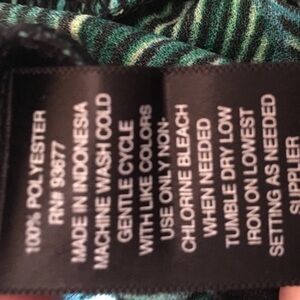 100% POLYESTER
RN# 93677
MADE IN INDONESIA
MACHINE WASH COLD
GENTLE CYCLE
WITH LIKE COLORS
USE ONLY NON-
CHLORINE BLEACH
WHEN NEEDED
TUMBLE DRY LOW
IRON ON LOWEST
SETTING AS NEEDED
SUPPLIER